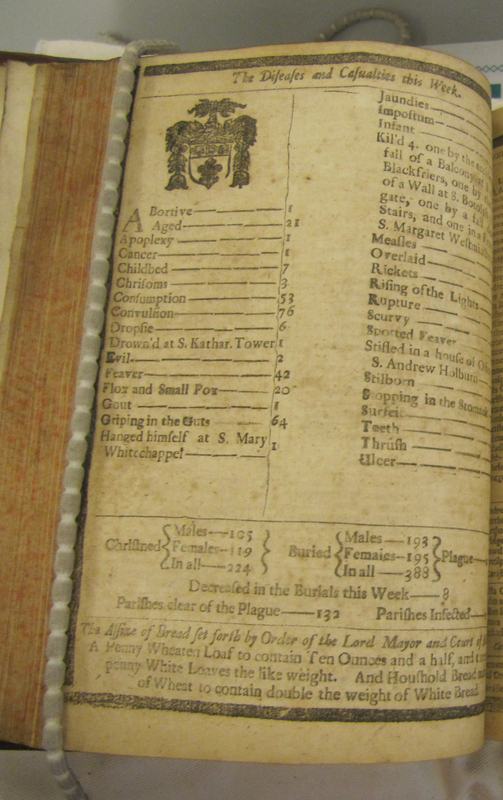 The Diseases and Casualties this Week.
Abortive 1
Aged 21
Apoplexy 1
Cancer 1
Childbed 7
Chrisoms 3
Consumption 53
Convulsion 76
Dropsie 6
Drown'd at S. Kathar. Tower 1
Evil 2
Feaver 42
Flox and Small Pox 20
Gout 1
Griping in the Guts 64
Hanged himself at S. Mary
Whitechappel 1
Jaundies
Impostum
Infant
Kil'd 4. one by the
fall of a Balcony
Blackfriers, one by
of a Wall at S. Botolph
gate, one by a fall
Stairs, and one in a
S. Margaret
Measles
Overlaid
Rickets
Rising of the Lights
Rupture
Scurvy
Spotted Feaver
Stifled in a house of
S. Andrew Holburn
Stilborn
Stopping in the Stomach
Surfeit
Teeth
Thrush
Ulcer
Christned Males 105 Females 119 In all 224 Buried Males 193 Females 195 In all 388 Plague
Decreased in the Burials this Week 8
Parishes clear of the Plague 132 Parishes Infected
The Assize of Bread set forth by Order of the Lord Mayor and Court of
A Penny Wheaten Loaf to contain Ten Ounces and a half, and
penny White Loaves the like weight. And Houshold Bread
of Wheat to contain double the weight of White Bread